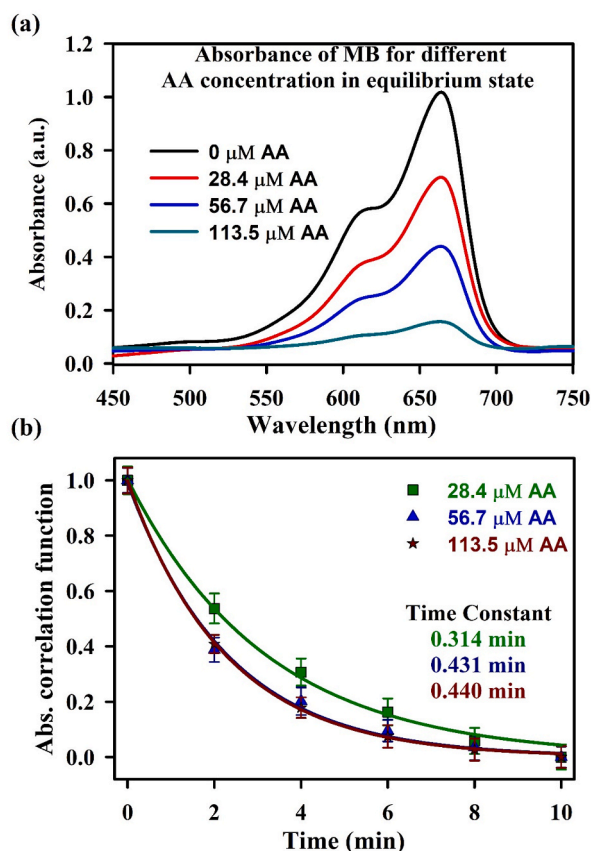 (a)
Absorbance of MB for different
AA concentration in equilibrium state
1.2
1.0
0.8
0.6
0.4
0.2
0.0
Absorbance (a.u.)
0 μM AA
28.4 μM AA
56.7 μM AA
113.5 μM AA
450 500 550 600 650 700 750
Wavelength (nm)
(b)
1.0
0.8
0.6
0.4
0.2
0.0
Abs. correlation function
28.4 μM AA
56.7 μM AA
113.5 μM AA
Time Constant
0.314 min
0.431 min
0.440 min
0 2 4 6 8 10
Time (min)